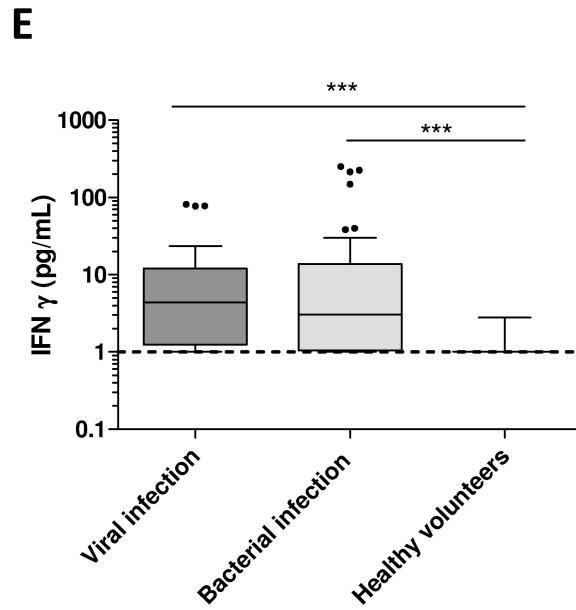 E
***
***
1000
100
10
1
0.1
IFN γ (pg/mL)
Viral infection
Bacterial infection
Healthy volunteers